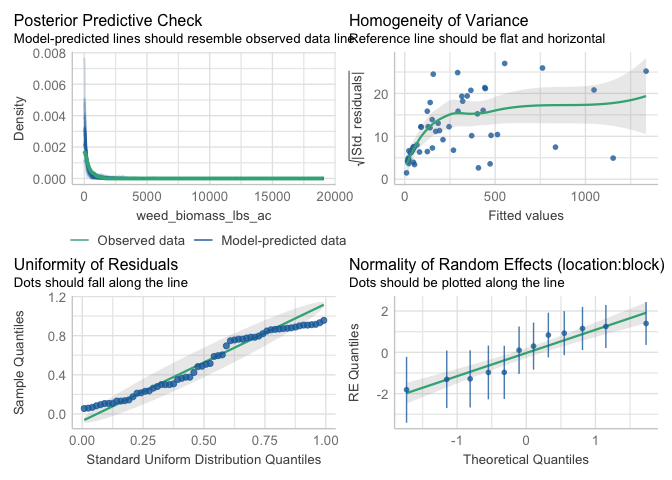 Posterior Predictive Check
Model-predicted lines should resemble observed data line
Density
0.008
0.006
0.004
0.002
0.000
0
5000
10000
15000
20000
weed_biomass_lbs_ac
Observed data
Model-predicted data
Homogeneity of Variance
Reference line should be flat and horizontal
√|Std. residuals|
20
10
0
0
500
1000
Fitted values
Uniformity of Residuals
Dots should fall along the line
Sample Quantiles
1.2
0.8
0.4
0.0
0.00
0.25
0.50
0.75
1.00
Standard Uniform Distribution Quantiles
Normality of Random Effects (location:block)
Dots should be plotted along the line
RE Quantiles
2
0
-2
-1
0
1
Theoretical Quantiles